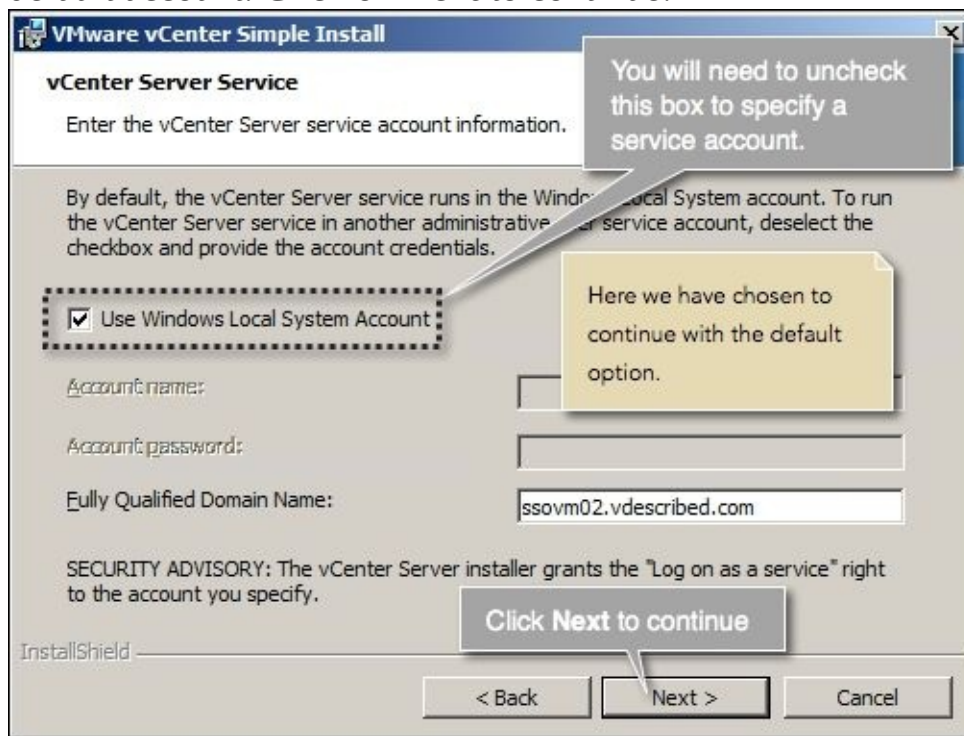 VMware vCenter Simple Install
vCenter Server Service
Enter the vCenter Server service account information.
You will need to uncheck
this box to specify a
service account.
By default, the vCenter Server service runs in the Windows Local System account. To run
the vCenter Server service in another administrative service account, deselect the
checkbox and provide the account credentials.
Use Windows Local System Account
Here we have chosen to
continue with the default
option.
Account name:
Account password:
Fully Qualified Domain Name:
ssovm02.vdescribed.com
SECURITY ADVISORY: The vCenter Server installer grants the "Log on as a service" right
to the account you specify.
Click Next to continue
InstallShield
< Back
Next >
Cancel